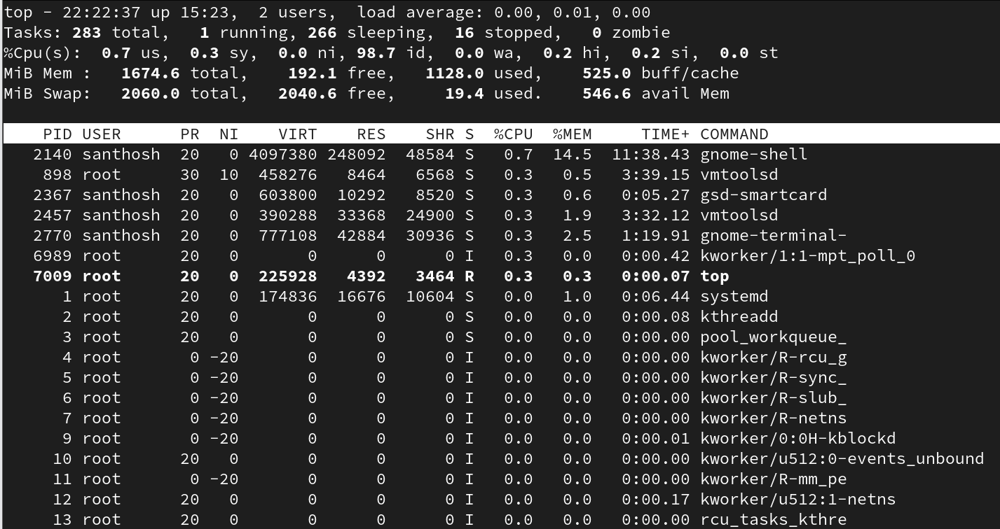 top - 22:22:37 up 15:23,  2 users,  load average: 0.00, 0.01, 0.00
Tasks: 283 total,   1 running, 266 sleeping,  16 stopped,   0 zombie
%Cpu(s):  0.7 us,  0.3 sy,  0.0 ni, 98.7 id,  0.0 wa,  0.2 hi,  0.2 si,  0.0 st
MiB Mem :   1674.6 total,    192.1 free,   1128.0 used,    525.0 buff/cache
MiB Swap:   2060.0 total,   2040.6 free,     19.4 used.    546.6 avail Mem
    PID USER      PR  NI    VIRT    RES    SHR S  %CPU  %MEM     TIME+ COMMAND
   2140 santhosh  20   0 4097380 248092  48584 S   0.7  14.5  11:38.43 gnome-shell
    898 root      30  10  458276   8464   6568 S   0.3   0.5   3:39.15 vmtoolsd
   2367 santhosh  20   0  603800  10292   8520 S   0.3   0.6   0:05.27 gsd-smartcard
   2457 santhosh  20   0  390288  33368  24900 S   0.3   1.9   3:32.12 vmtoolsd
   2770 santhosh  20   0  777108  42884  30936 S   0.3   2.5   1:19.91 gnome-terminal-
   6989 root      20   0       0      0      0 I   0.3   0.0   0:00.42 kworker/1:1-mpt_poll_0
   7009 root      20   0  225928   4392   3464 R   0.3   0.3   0:00.07 top
      1 root      20   0  174836  16676  10604 S   0.0   1.0   0:06.44 systemd
      2 root      20   0       0      0      0 S   0.0   0.0   0:00.08 kthreadd
      3 root      20   0       0      0      0 S   0.0   0.0   0:00.00 pool_workqueue_
      4 root       0 -20       0      0      0 I   0.0   0.0   0:00.00 kworker/R-rcu_g
      5 root       0 -20       0      0      0 I   0.0   0.0   0:00.00 kworker/R-sync_
      6 root       0 -20       0      0      0 I   0.0   0.0   0:00.00 kworker/R-slub_
      7 root       0 -20       0      0      0 I   0.0   0.0   0:00.00 kworker/R-netns
      9 root       0 -20       0      0      0 I   0.0   0.0   0:00.01 kworker/0:0H-kblockd
     10 root      20   0       0      0      0 I   0.0   0.0   0:00.00 kworker/u512:0-events_unbound
     11 root       0 -20       0      0      0 I   0.0   0.0   0:00.00 kworker/R-mm_pe
     12 root      20   0       0      0      0 I   0.0   0.0   0:00.17 kworker/u512:1-netns
     13 root      20   0       0      0      0 I   0.0   0.0   0:00.00 rcu_tasks_kthre